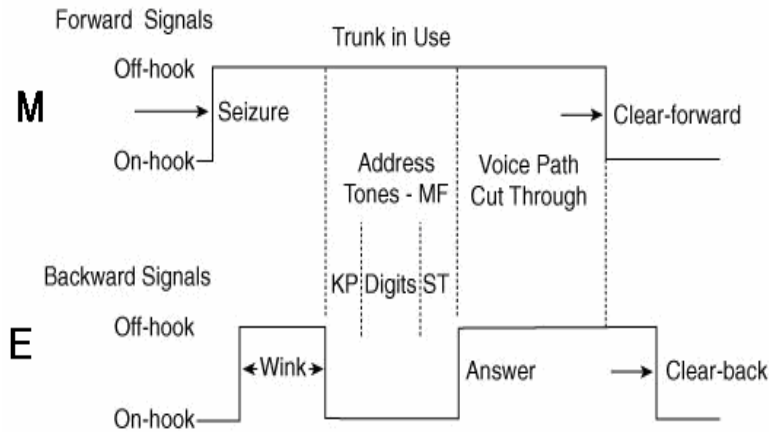 Forward Signals
Trunk in Use
Off-hook
M
Seizure
Clear-forward
On-hook
Address
Tones - MF
Voice Path
Cut Through
Backward Signals
KP Digits ST
Off-hook
E
Wink
Answer
Clear-back
On-hook